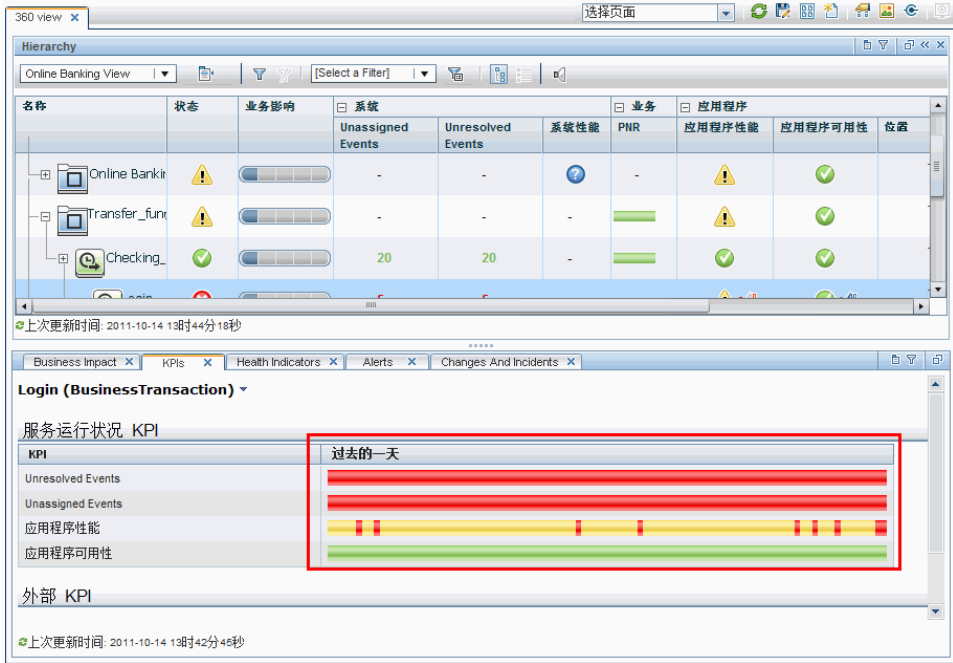 360 view
选择页面
Hierarchy
Online Banking View
[Select a Filter]
名称 状态 业务影响 系统 业务 应用程序
Unassigned Events Unresolved Events 系统性能 PNR 应用程序性能 应用程序可用性 位置
Online Bankin - - -
Transfer_fun - - -
Checking_ 20 20 -
上次更新时间: 2011-10-14 13时44分18秒
Business Impact KPIs Health Indicators Alerts Changes And Incidents
Login (BusinessTransaction)
服务运行状况 KPI
KPI 过去的一天
Unresolved Events
Unassigned Events
应用程序性能
应用程序可用性
外部 KPI
上次更新时间: 2011-10-14 13时42分45秒